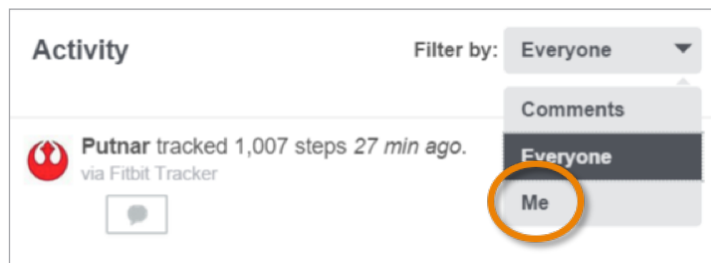 Activity
Filter by: Everyone
Comments
Everyone
Me
Putnar tracked 1,007 steps 27 min ago.
via Fitbit Tracker